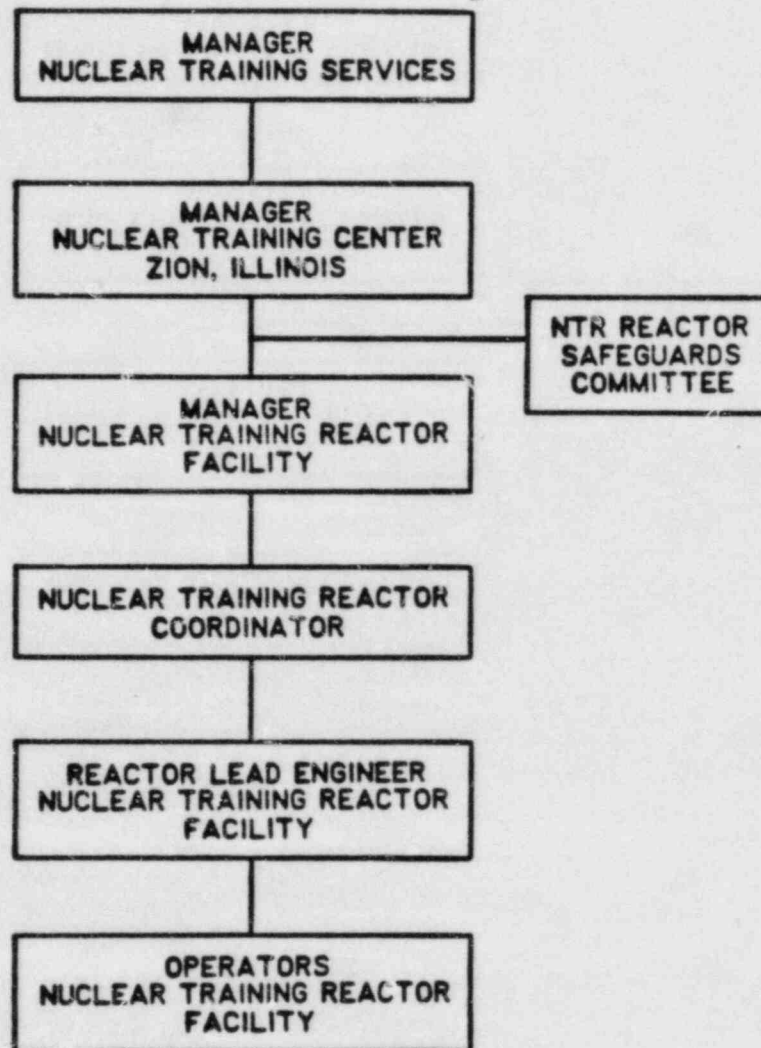 MANAGER
NUCLEAR TRAINING SERVICES
MANAGER
NUCLEAR TRAINING CENTER
ZION, ILLINOIS
NTR REACTOR
SAFEGUARDS
COMMITTEE
MANAGER
NUCLEAR TRAINING REACTOR
FACILITY
NUCLEAR TRAINING REACTOR
COORDINATOR
REACTOR LEAD ENGINEER
NUCLEAR TRAINING REACTOR
FACILITY
OPERATORS
NUCLEAR TRAINING REACTOR
FACILITY